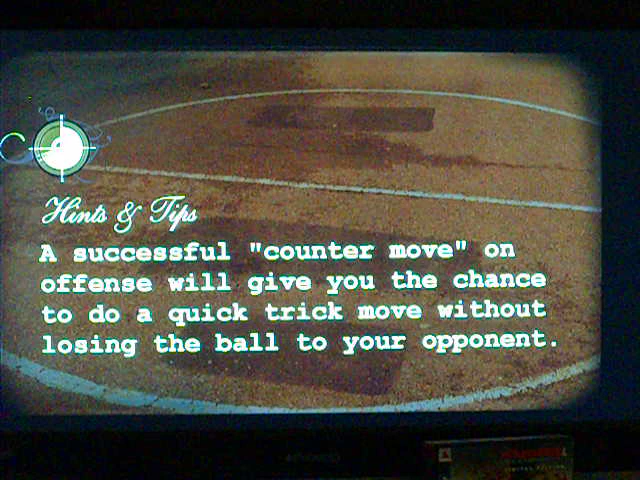 Hints & Tips
A successful "counter move" on
offense will give you the chance
to do a quick trick move without
losing the ball to your opponent.